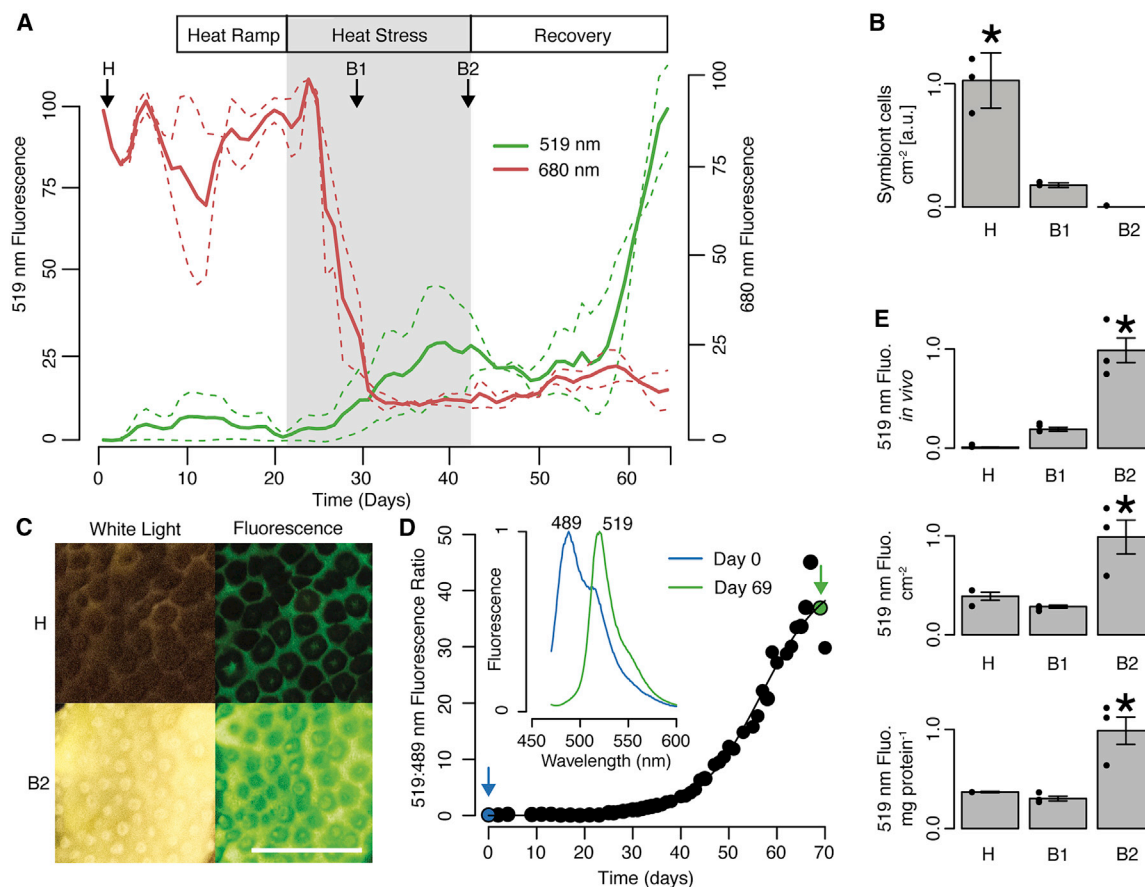 A
Heat Ramp
Heat Stress
Recovery
H
B1
B2
519 nm
680 nm
519 nm Fluorescence
0
25
50
75
100
680 nm Fluorescence
0
25
50
75
100
0
10
20
30
40
50
60
Time (Days)
B
*
Symbiont cells
cm⁻² [a.u.]
0.0
1.0
H
B1
B2
C
White Light
Fluorescence
H
B2
D
519:489 nm Fluorescence Ratio
0
10
20
30
40
50
489
519
Fluorescence
0
1
450
500
550
600
Wavelength (nm)
Day 0
Day 69
0
10
20
30
40
50
60
70
Time (days)
E
*
519 nm Fluo.
in vivo
0.0
1.0
H
B1
B2
*
519 nm Fluo.
cm⁻²
0.0
1.0
H
B1
B2
*
519 nm Fluo.
mg protein⁻¹
0.0
1.0
H
B1
B2